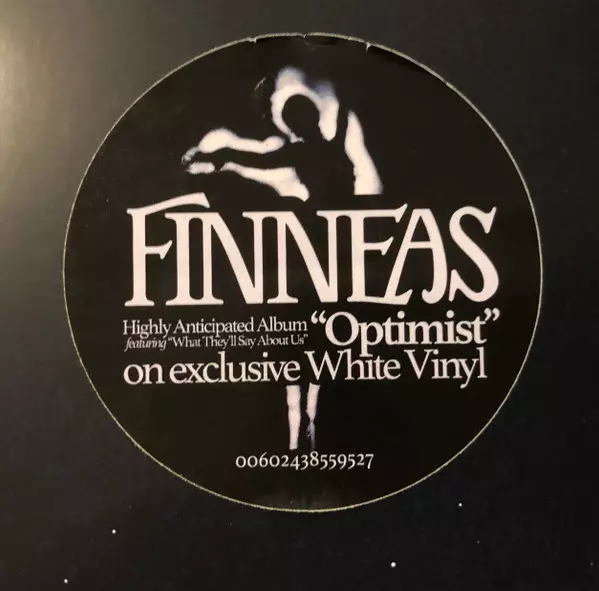 FINNEAS
Highly Anticipated Album "Optimist"
featuring "What They'll Say About Us"
on exclusive White Vinyl
00602438559527